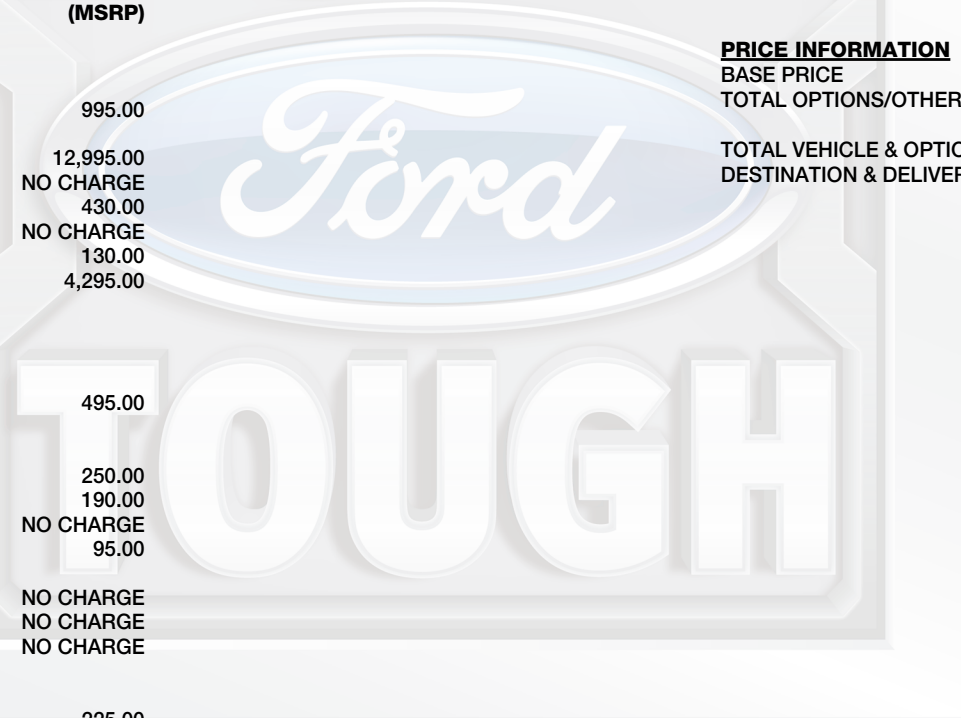 (MSRP)
995.00
12,995.00
NO CHARGE
430.00
NO CHARGE
130.00
4,295.00
495.00
250.00
190.00
NO CHARGE
95.00
NO CHARGE
NO CHARGE
NO CHARGE
PRICE INFORMATION
BASE PRICE
TOTAL OPTIONS/OTHER
TOTAL VEHICLE &
DESTINATION &
Ford
TOUGH